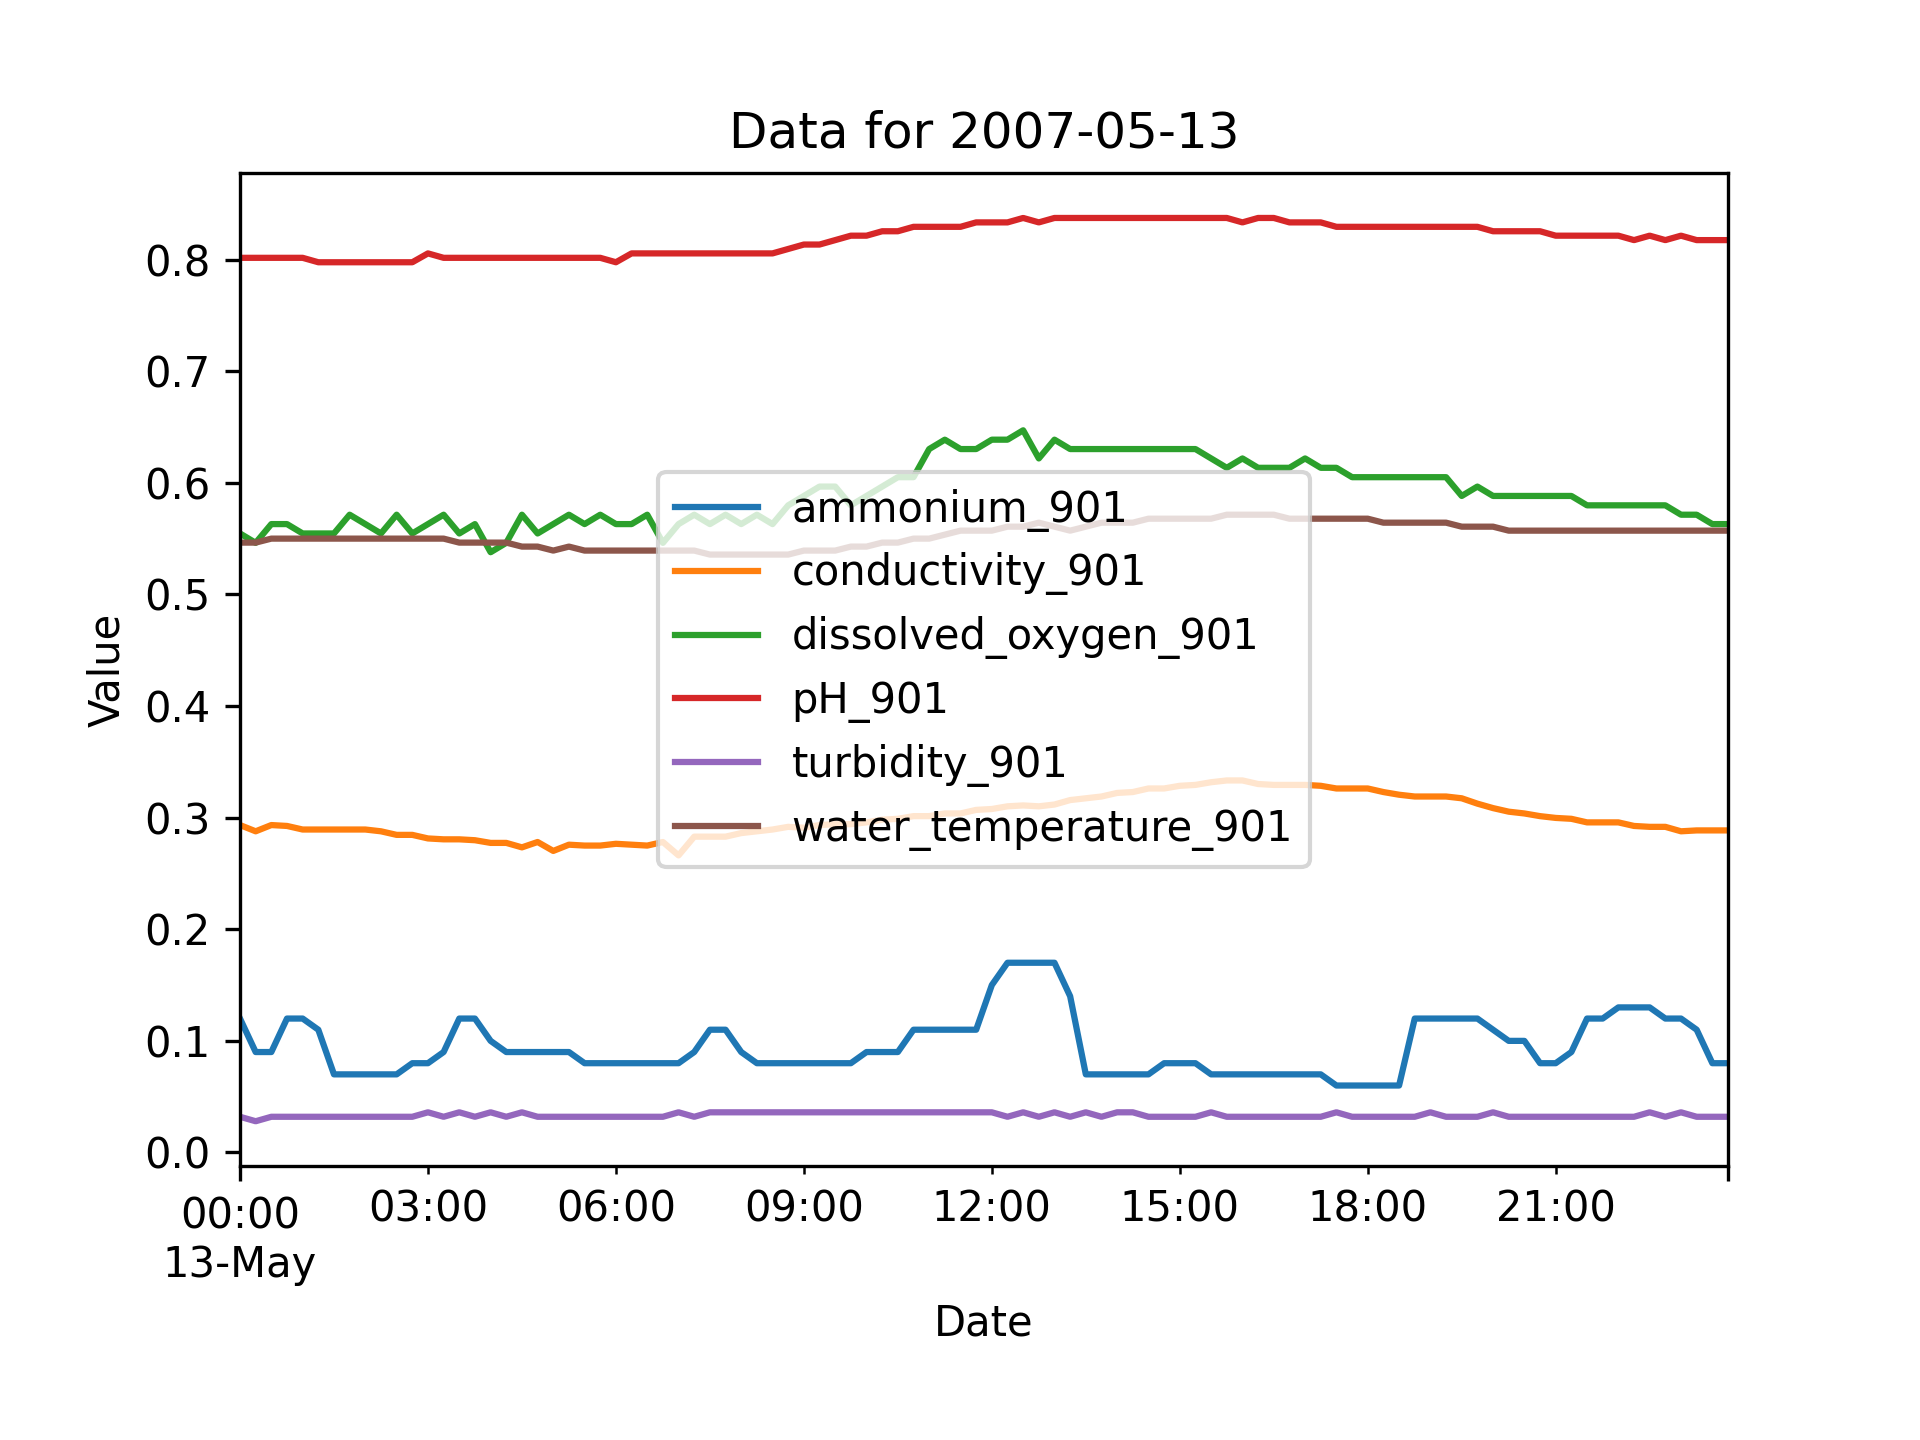 Data for 2007-05-13
Value
0.8
0.7
0.6
0.5
0.4
0.3
0.2
0.1
0.0
ammonium_901
conductivity_901
dissolved_oxygen_901
pH_901
turbidity_901
water_temperature_901
00:00 03:00 06:00 09:00 12:00 15:00 18:00 21:00
13-May
Date